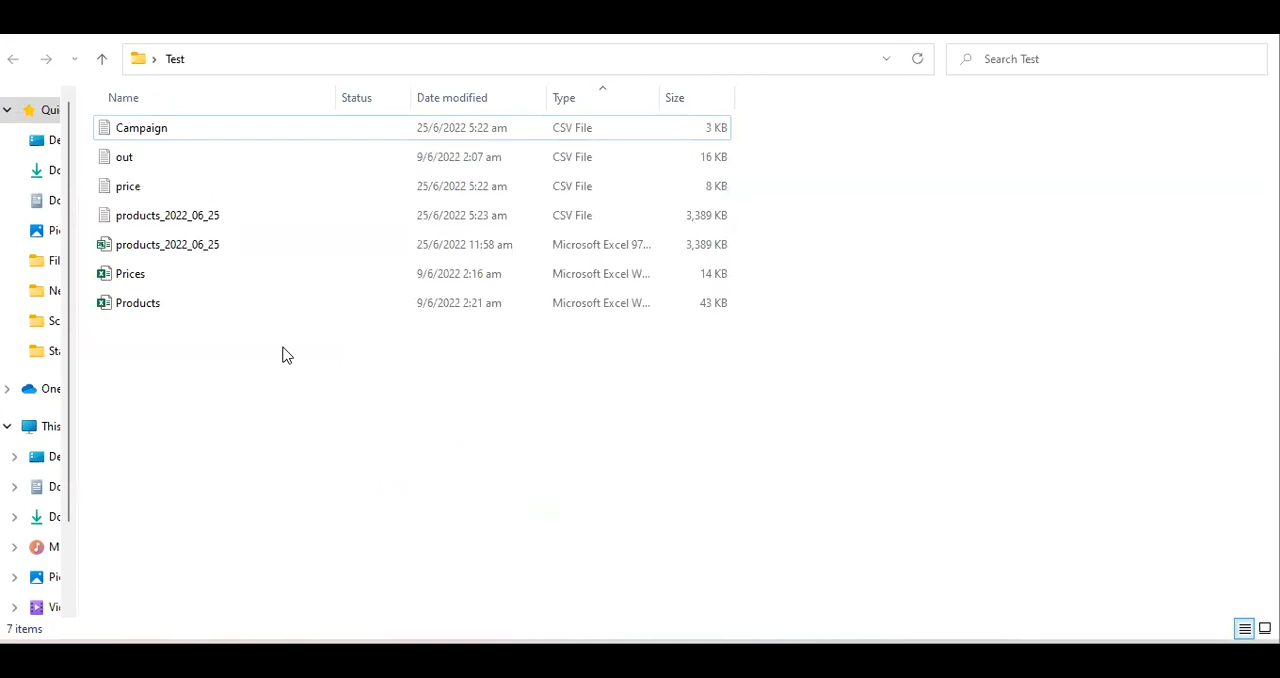 Test
Search Test
Name Status Date modified Type Size
Campaign 25/6/2022 5:22 am CSV File 3 KB
out 9/6/2022 2:07 am CSV File 16 KB
price 25/6/2022 5:22 am CSV File 8 KB
products_2022_06_25 25/6/2022 5:23 am CSV File 3,389 KB
products_2022_06_25 25/6/2022 11:58 am Microsoft Excel 97... 3,389 KB
Prices 9/6/2022 2:16 am Microsoft Excel W... 14 KB
Products 9/6/2022 2:21 am Microsoft Excel W... 43 KB
Qui
De
Do
Do
Pi
Fil
Ne
Sc
Sta
One
This
De
Do
Do
M
Pi
Vi
7 items